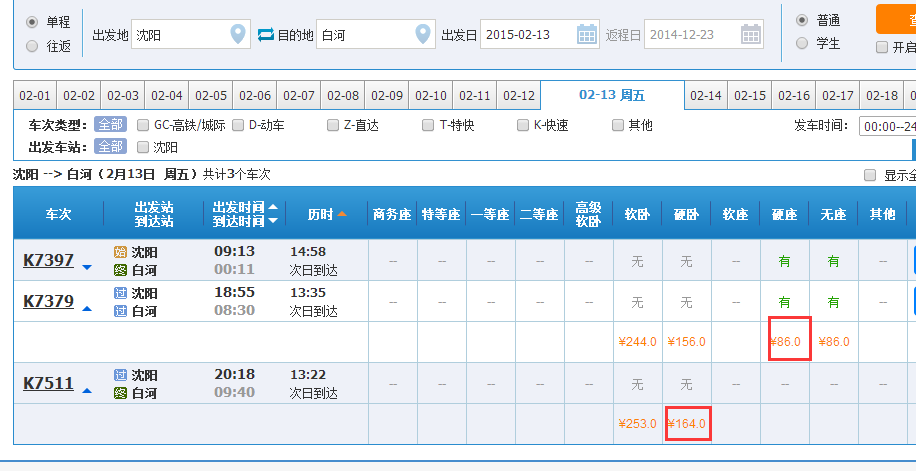 单程 往返 出发地 沈阳 目的地 白河 出发日 2015-02-13 返程日 2014-12-23 普通 学生 开启
02-01 02-02 02-03 02-04 02-05 02-06 02-07 02-08 02-09 02-10 02-11 02-12 02-13 周五 02-14 02-15 02-16 02-17 02-18
车次类型： 全部 GC-高铁/城际 D-动车 Z-直达 T-特快 K-快速 其他 发车时间： 00:00--24
出发车站： 全部 沈阳
沈阳 --> 白河（2月13日 周五）共计3个车次 显示全
车次 出发站 到达站 出发时间 到达时间 历时 商务座 特等座 一等座 二等座 高级软卧 软卧 硬卧 软座 硬座 无座 其他
K7397 始 沈阳 09:13 14:58 -- -- -- -- -- 无 无 -- 有 有 --
终 白河 00:11 次日到达
K7379 过 沈阳 18:55 13:35 -- -- -- -- -- 无 无 -- 有 有 --
过 白河 08:30 次日到达
¥244.0 ¥156.0 ¥86.0 ¥86.0
K7511 过 沈阳 20:18 13:22 -- -- -- -- -- 无 无 -- -- -- --
终 白河 09:40 次日到达
¥253.0 ¥164.0